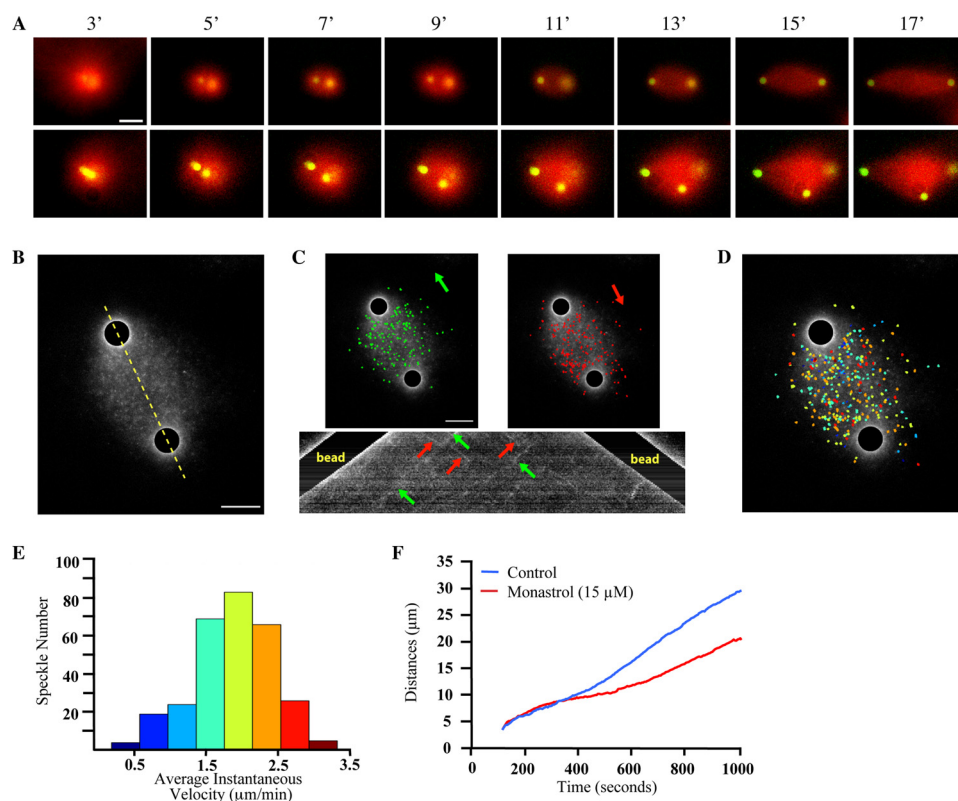 A
3’ 5’ 7’ 9’ 11’ 13’ 15’ 17’
B
C
D
bead
bead
E
100
80
60
40
20
Speckle Number
0.5 1.5 2.5 3.5
Average Instantaneous
Velocity (μm/min)
F
35
30
25
20
15
10
5
0
Distances (μm)
Control
Monastrol (15 μM)
200 400 600 800 1000
Time (seconds)